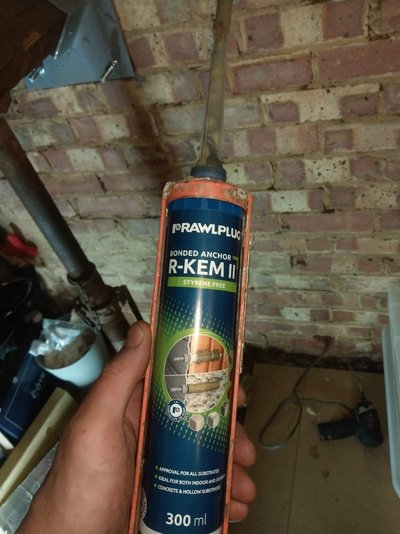 RAWLPLUG
BONDED ANCHOR
R-KEM II
STYRENE FREE
APPROVAL FOR ALL SUBSTRATES
IDEAL FOR BOTH INDOOR AND
CONCRETE & HOLLOW SUBSTRATES
300 ml